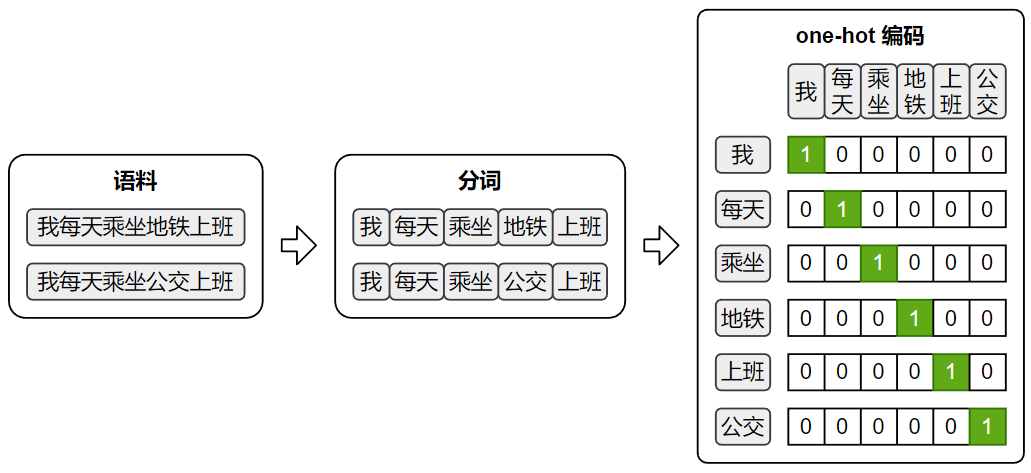 语料
我每天乘坐地铁上班
我每天乘坐公交上班
分词
我 每天 乘坐 地铁 上班
我 每天 乘坐 公交 上班
one-hot 编码
我 每天 乘坐 地铁 上班 公交
我 1 0 0 0 0 0
每天 0 1 0 0 0 0
乘坐 0 0 1 0 0 0
地铁 0 0 0 1 0 0
上班 0 0 0 0 1 0
公交 0 0 0 0 0 1